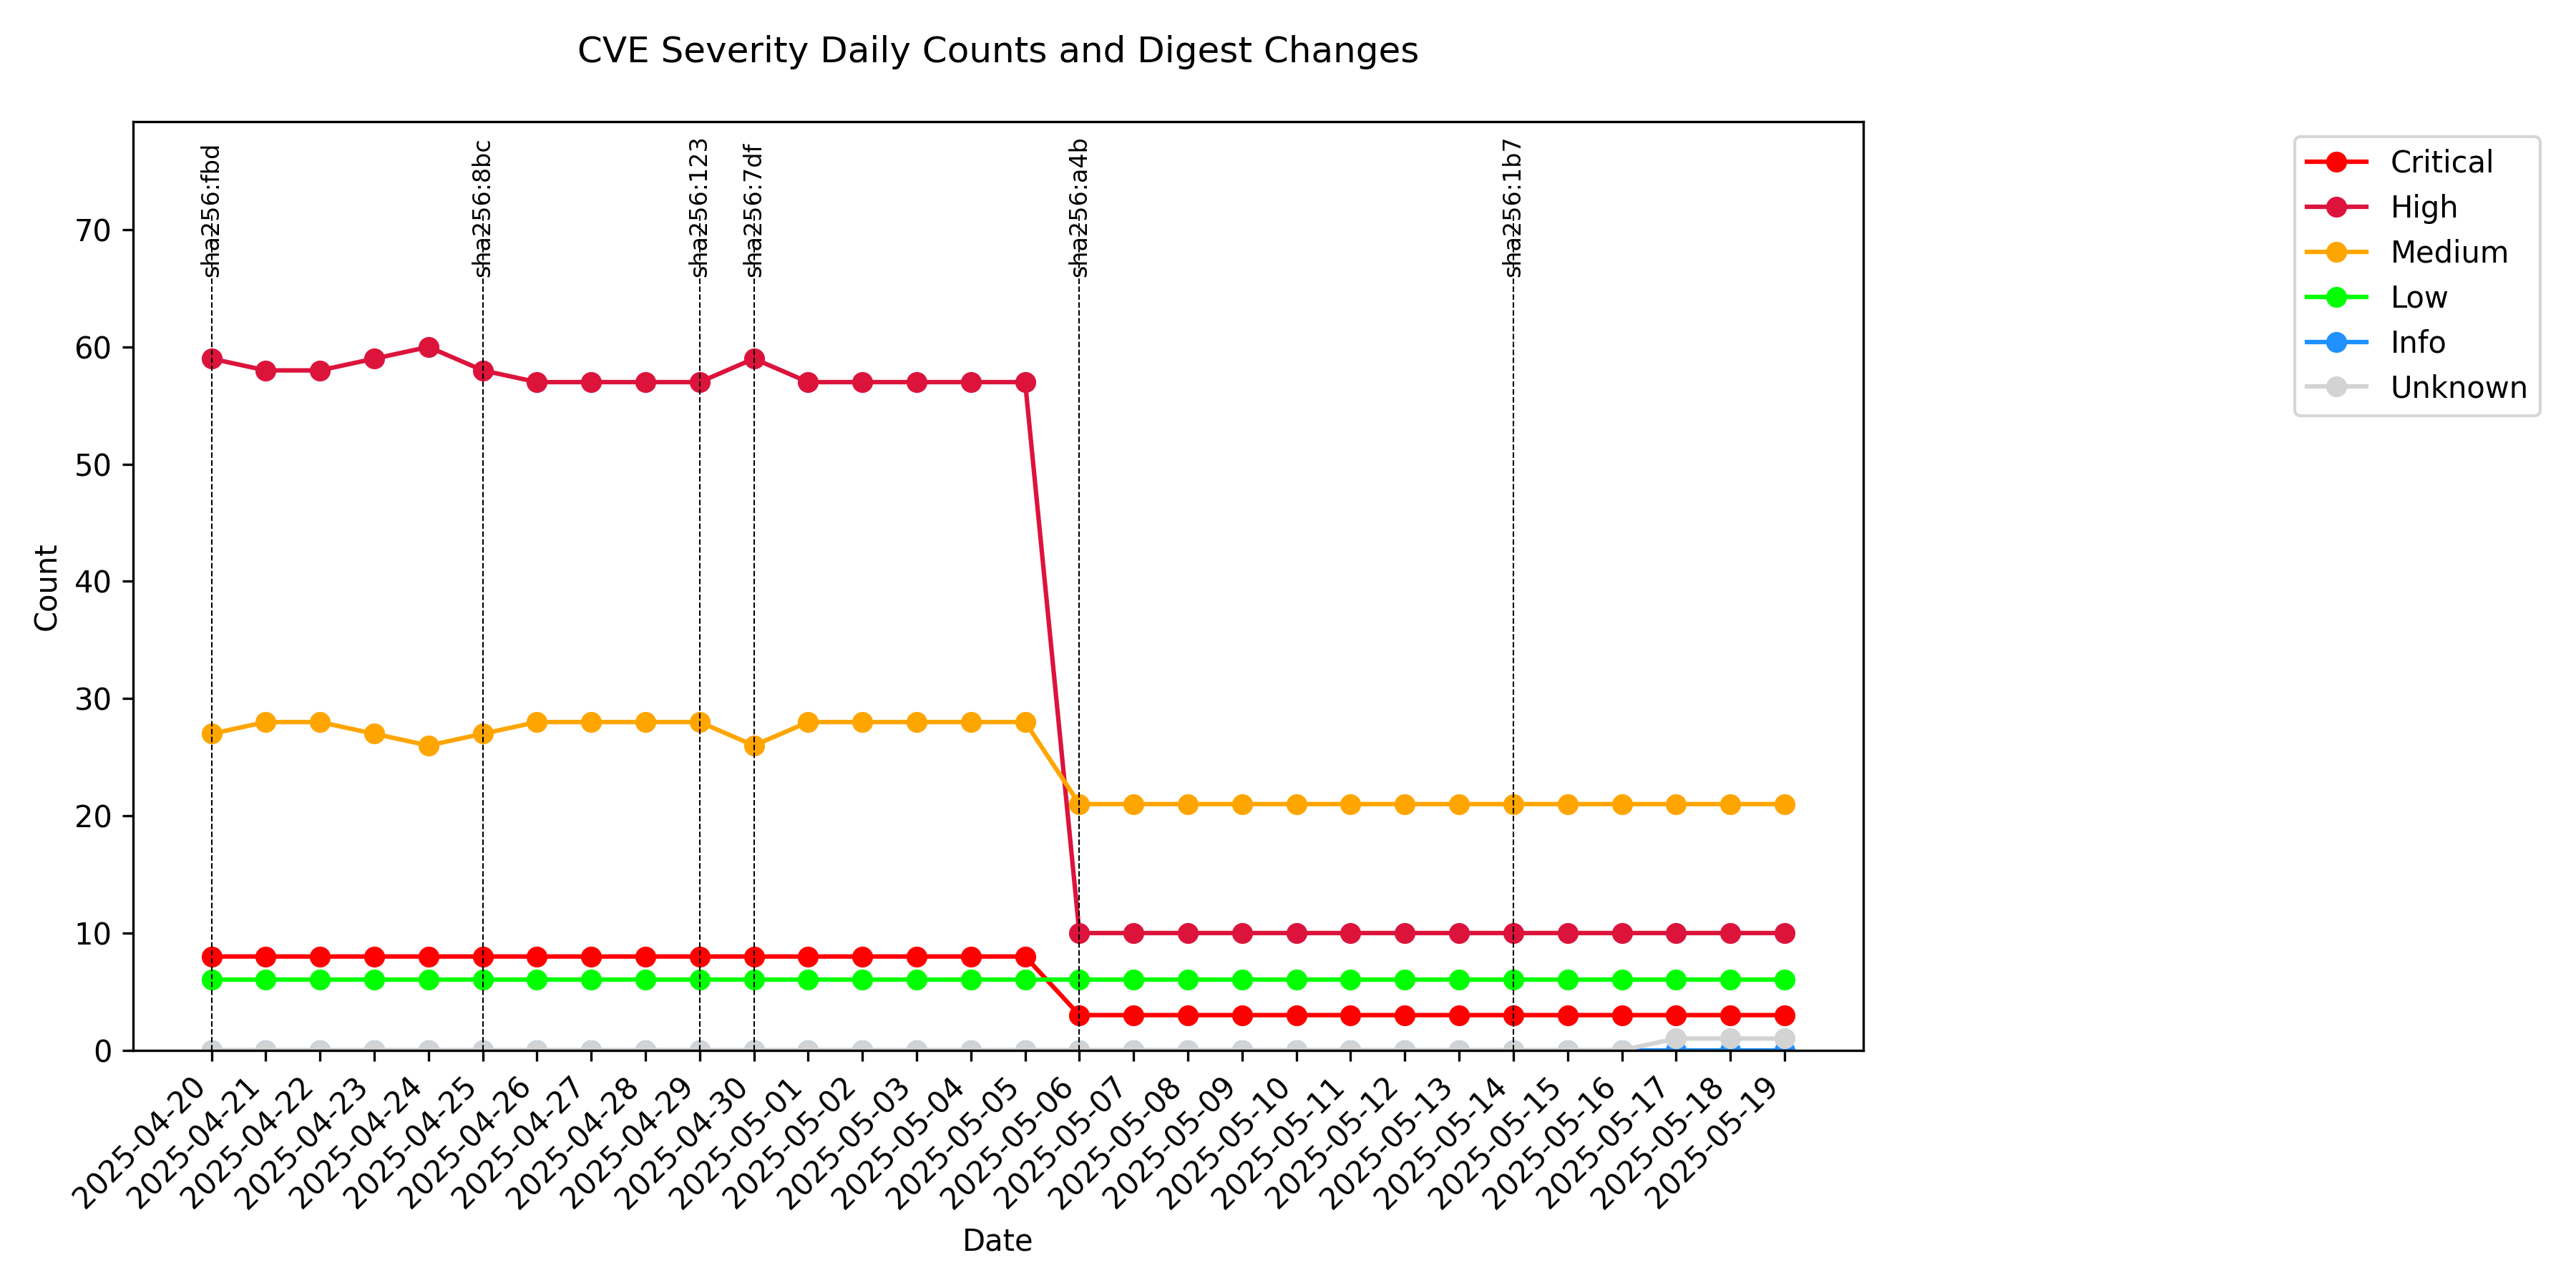 CVE Severity Daily Counts and Digest Changes
sha256:fbd
sha256:8bc
sha256:123
sha256:7df
sha256:a4b
sha256:1b7
Critical
High
Medium
Low
Info
Unknown
70
60
50
40
30
20
10
0
Count
2025-04-20
2025-04-21
2025-04-22
2025-04-23
2025-04-24
2025-04-25
2025-04-26
2025-04-27
2025-04-28
2025-04-29
2025-04-30
2025-05-01
2025-05-02
2025-05-03
2025-05-04
2025-05-05
2025-05-06
2025-05-07
2025-05-08
2025-05-09
2025-05-10
2025-05-11
2025-05-12
2025-05-13
2025-05-14
2025-05-15
2025-05-16
2025-05-17
2025-05-18
2025-05-19
Date